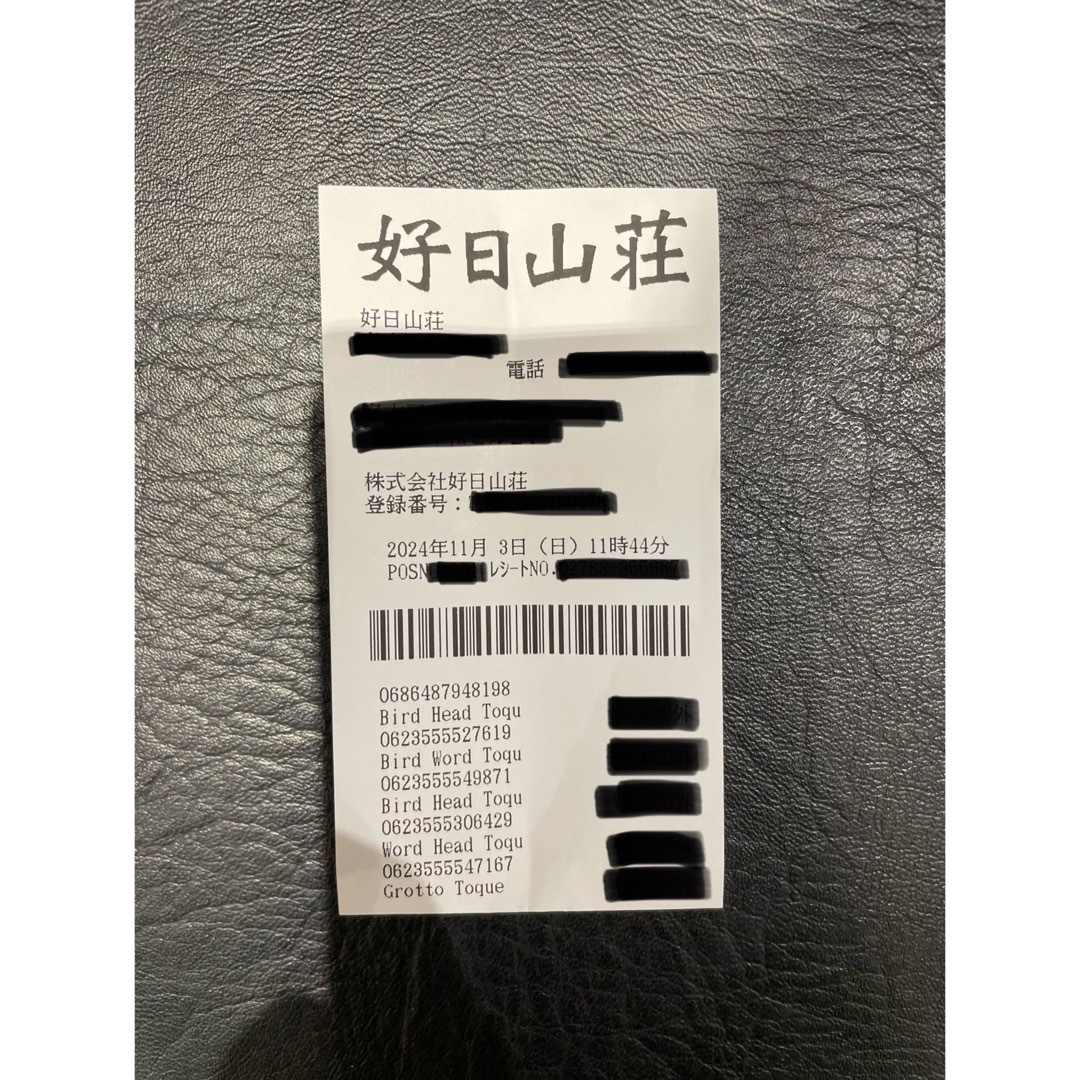 好日山荘
好日山荘
電話
株式会社好日山荘
登録番号：
2024年11月 3日（日）11時44分
POSN ﾚｼｰﾄNO.
0686487948198
Bird Head Toqu
0623555527619
Bird Word Toqu
0623555549871
Bird Head Toqu
0623555306429
Word Head Toqu
0623555547167
Grotto Toque